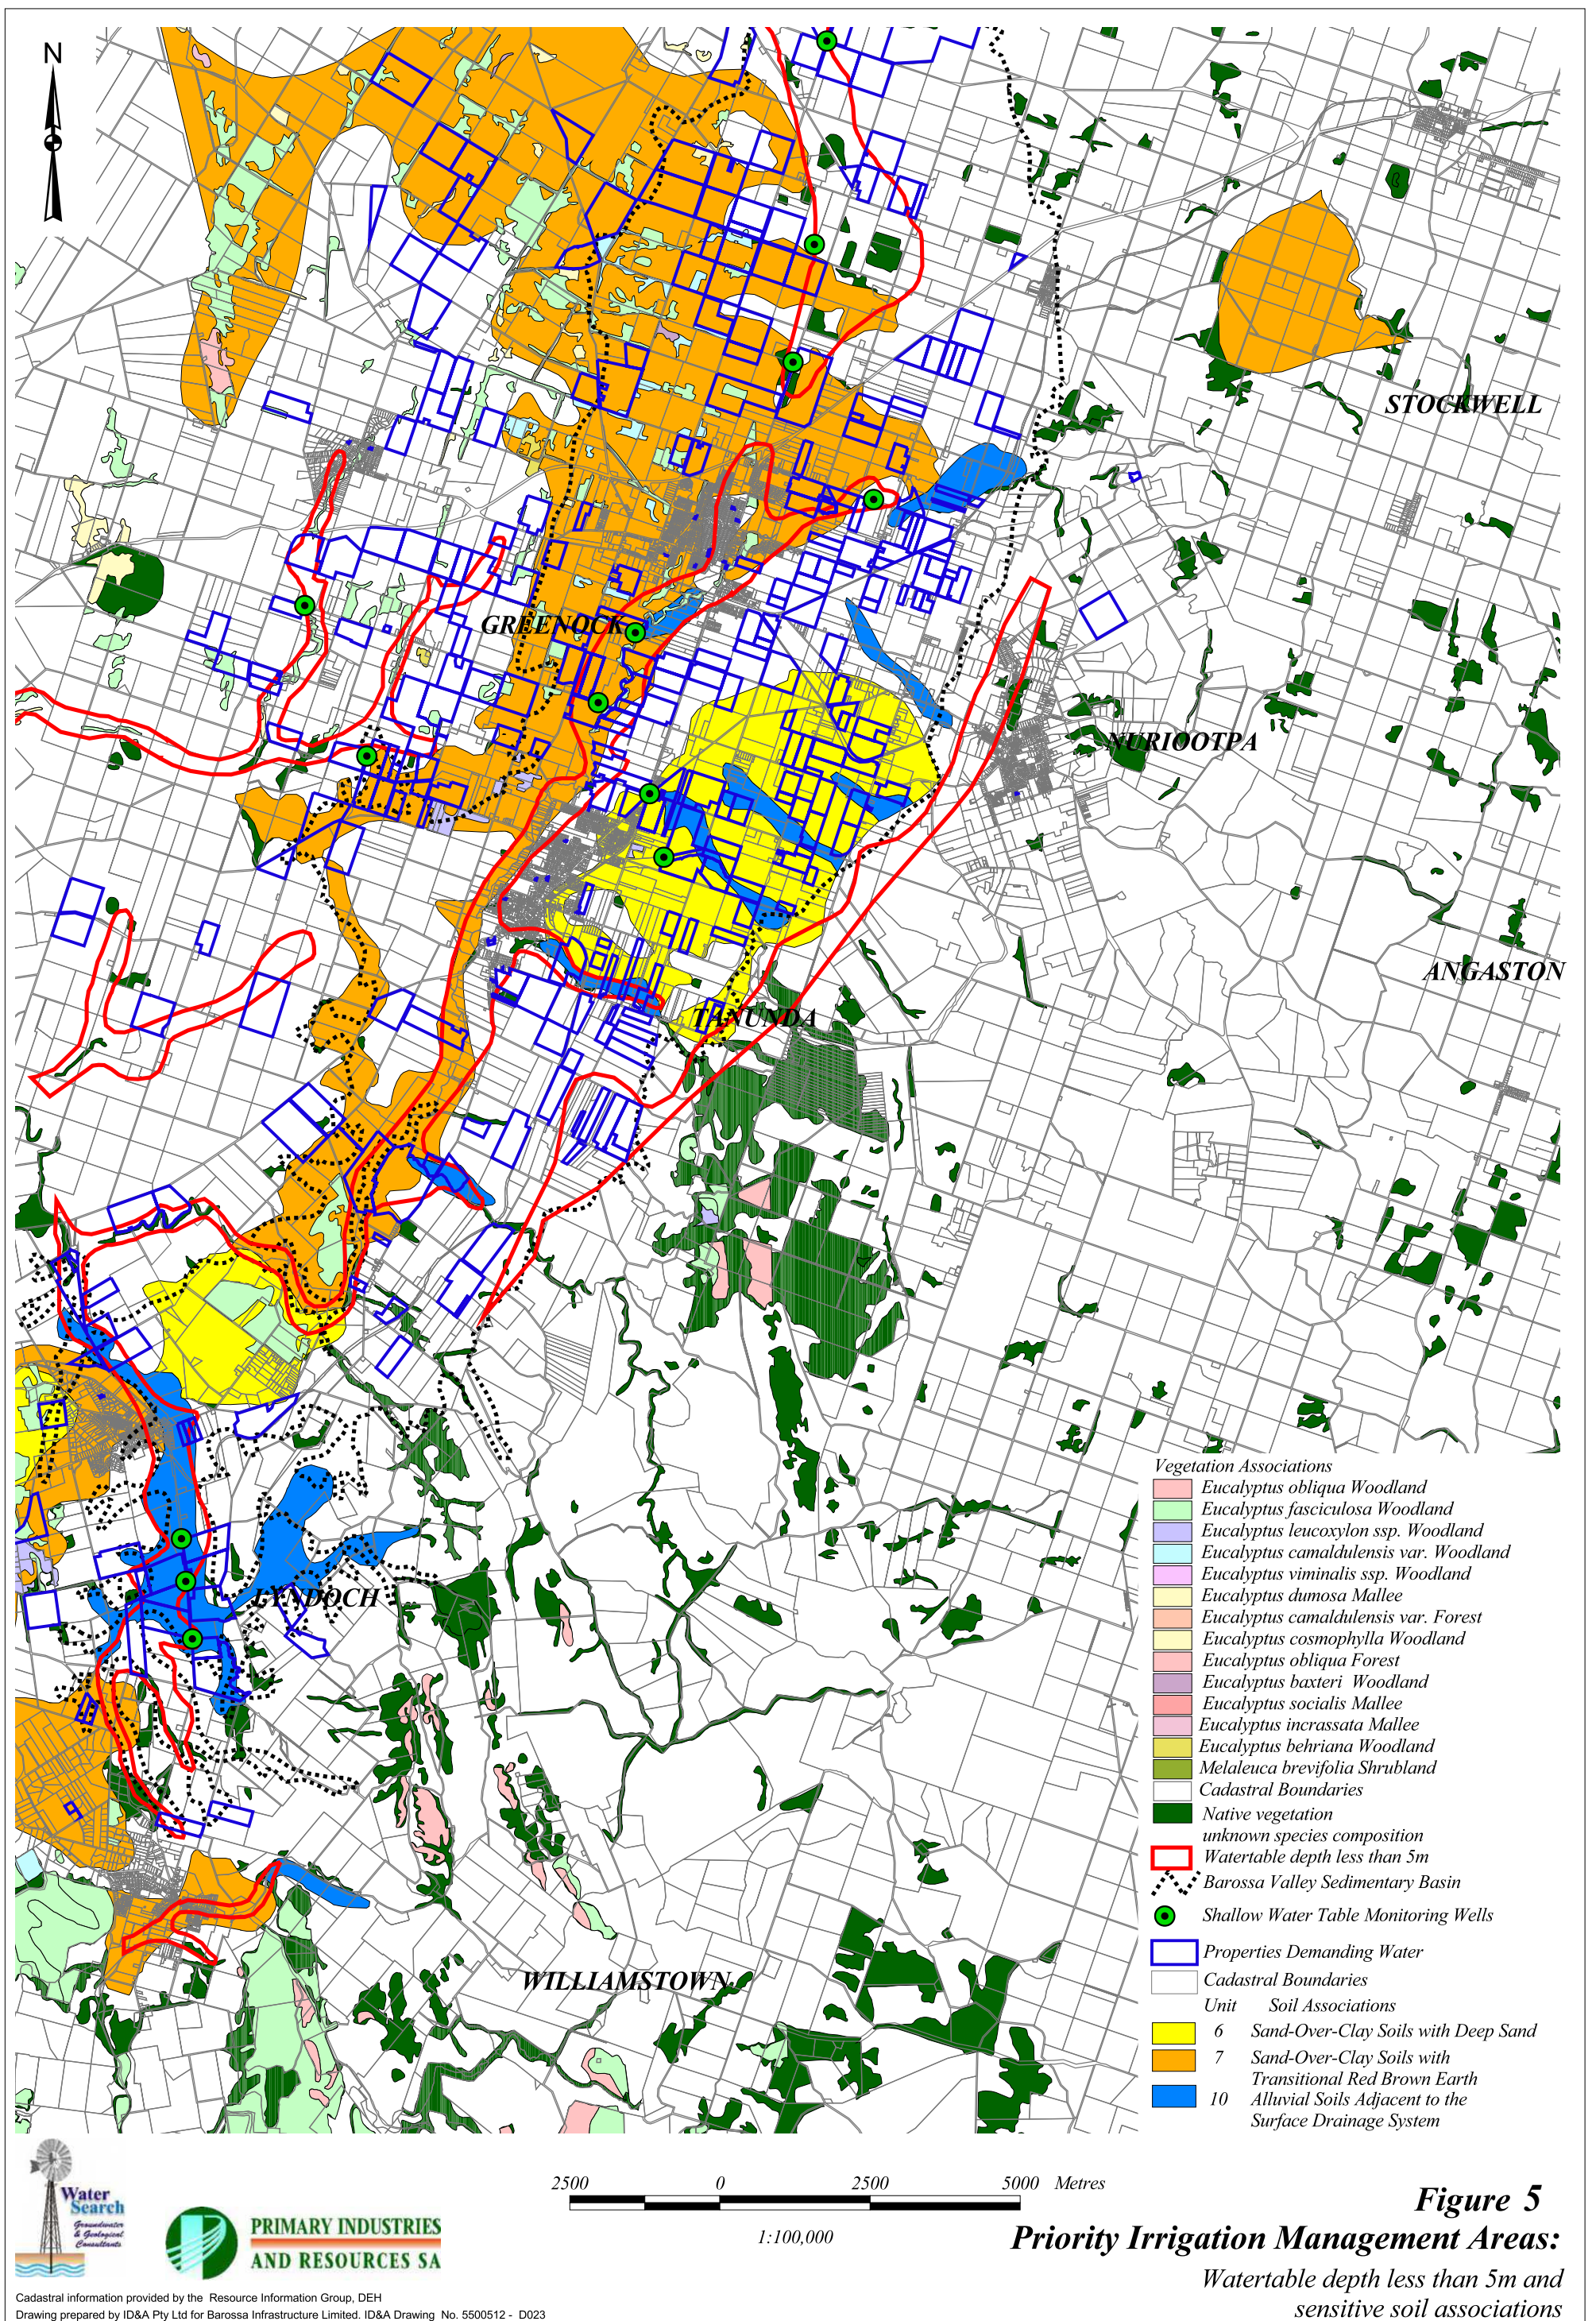 N
STOCKWELL
GREENOCK
NURIOOTPA
ANGASTON
TANUNDA
LYNDOCH
WILLIAMSTOWN
Vegetation Associations
Eucalyptus obliqua Woodland
Eucalyptus fasciculosa Woodland
Eucalyptus leucoxylon ssp. Woodland
Eucalyptus camaldulensis var. Woodland
Eucalyptus viminalis ssp. Woodland
Eucalyptus dumosa Mallee
Eucalyptus camaldulensis var. Forest
Eucalyptus cosmophylla Woodland
Eucalyptus obliqua Forest
Eucalyptus baxteri Woodland
Eucalyptus socialis Mallee
Eucalyptus incrassata Mallee
Eucalyptus behriana Woodland
Melaleuca brevifolia Shrubland
Cadastral Boundaries
Native vegetation
unknown species composition
Watertable depth less than 5m
Barossa Valley Sedimentary Basin
Shallow Water Table Monitoring Wells
Properties Demanding Water
Cadastral Boundaries
Unit Soil Associations
6 Sand-Over-Clay Soils with Deep Sand
7 Sand-Over-Clay Soils with
Transitional Red Brown Earth
10 Alluvial Soils Adjacent to the
Surface Drainage System
Water
Search
Groundwater
& Geological
Consultants
PRIMARY INDUSTRIES
AND RESOURCES SA
2500 0 2500 5000 Metres
1:100,000
Figure 5
Priority Irrigation Management Areas:
Watertable depth less than 5m and
sensitive soil associations
Cadastral information provided by the Resource Information Group, DEH
Drawing prepared by ID&A Pty Ltd for Barossa Infrastructure Limited. ID&A Drawing No. 5500512 - D023